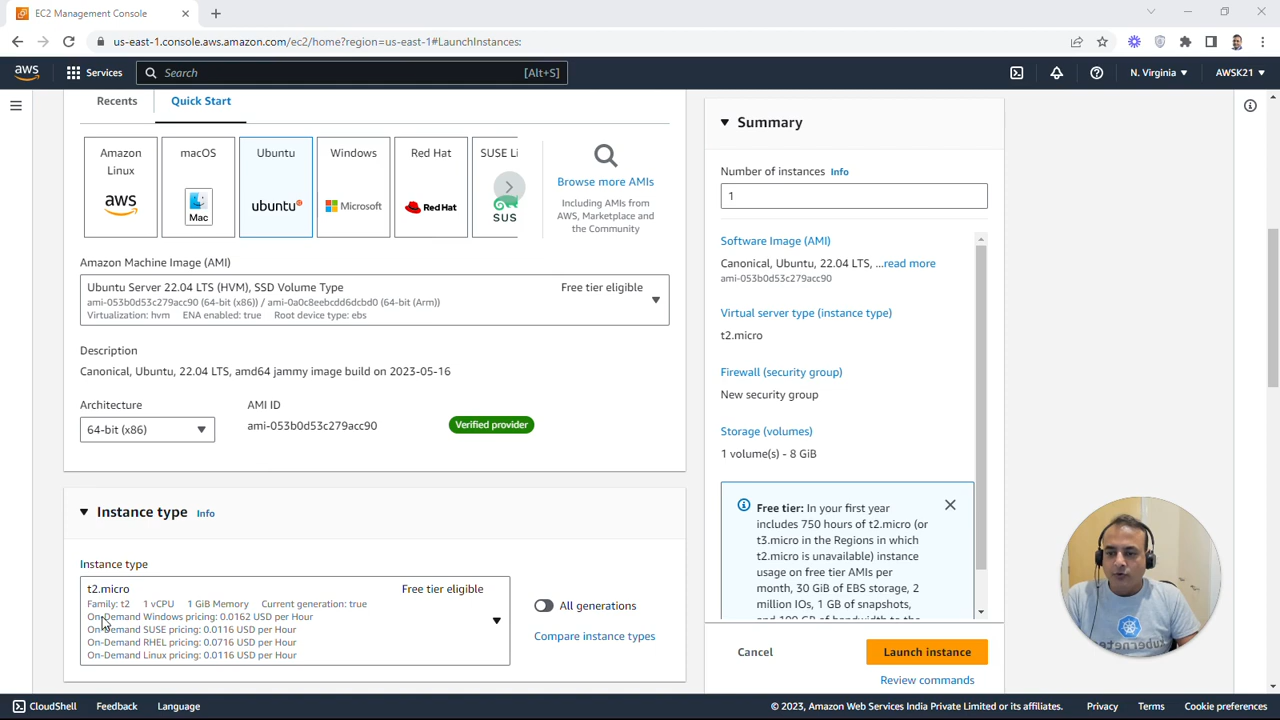 EC2 Management Console
us-east-1.console.aws.amazon.com/ec2/home?region=us-east-1#LaunchInstances:
aws
Services
Search
[Alt+S]
N. Virginia
AWSK21
Recents
Quick Start
Amazon
Linux
aws
macOS
Mac
Ubuntu
ubuntu
Windows
Microsoft
Red Hat
Red Hat
SUSE Li
SUS
Browse more AMIs
Including AMIs from
AWS, Marketplace and
the Community
Amazon Machine Image (AMI)
Ubuntu Server 22.04 LTS (HVM), SSD Volume Type
Free tier eligible
ami-053b0d53c279acc90 (64-bit (x86)) / ami-0a0c8eebcdd6dcbd0 (64-bit (Arm))
Virtualization: hvm ENA enabled: true Root device type: ebs
Description
Canonical, Ubuntu, 22.04 LTS, amd64 jammy image build on 2023-05-16
Architecture
AMI ID
64-bit (x86)
ami-053b0d53c279acc90
Verified provider
Instance type Info
Instance type
t2.micro
Free tier eligible
Family: t2 1 vCPU 1 GiB Memory Current generation: true
On-Demand Windows pricing: 0.0162 USD per Hour
On-Demand SUSE pricing: 0.0116 USD per Hour
On-Demand RHEL pricing: 0.0716 USD per Hour
On-Demand Linux pricing: 0.0116 USD per Hour
All generations
Compare instance types
Summary
Number of instances Info
1
Software Image (AMI)
Canonical, Ubuntu, 22.04 LTS, ...read more
ami-053b0d53c279acc90
Virtual server type (instance type)
t2.micro
Firewall (security group)
New security group
Storage (volumes)
1 volume(s) - 8 GiB
Free tier: In your first year
includes 750 hours of t2.micro (or
t3.micro in the Regions in which
t2.micro is unavailable) instance
usage on free tier AMIs per
month, 30 GiB of EBS storage, 2
million IOs, 1 GB of snapshots,
and 100 GB of bandwidth to the
Cancel
Launch instance
Review commands
kubernetes
CloudShell
Feedback
Language
© 2023, Amazon Web Services India Private Limited or its affiliates.
Privacy
Terms
Cookie preferences